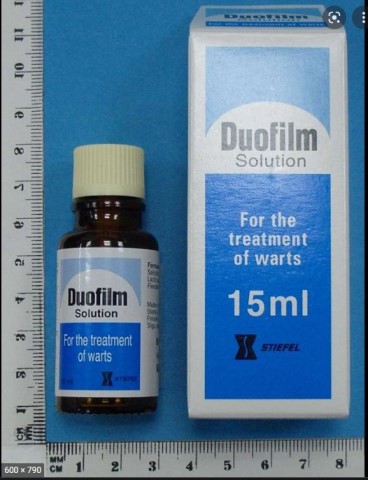 Duofilm
Solution
For the
treatment
of warts
15ml
STIEFEL
Duofilm
Solution
For the treatment
of warts
STIEFEL
MM
CM 1 2 3 4 5 6 7 8
600 × 790